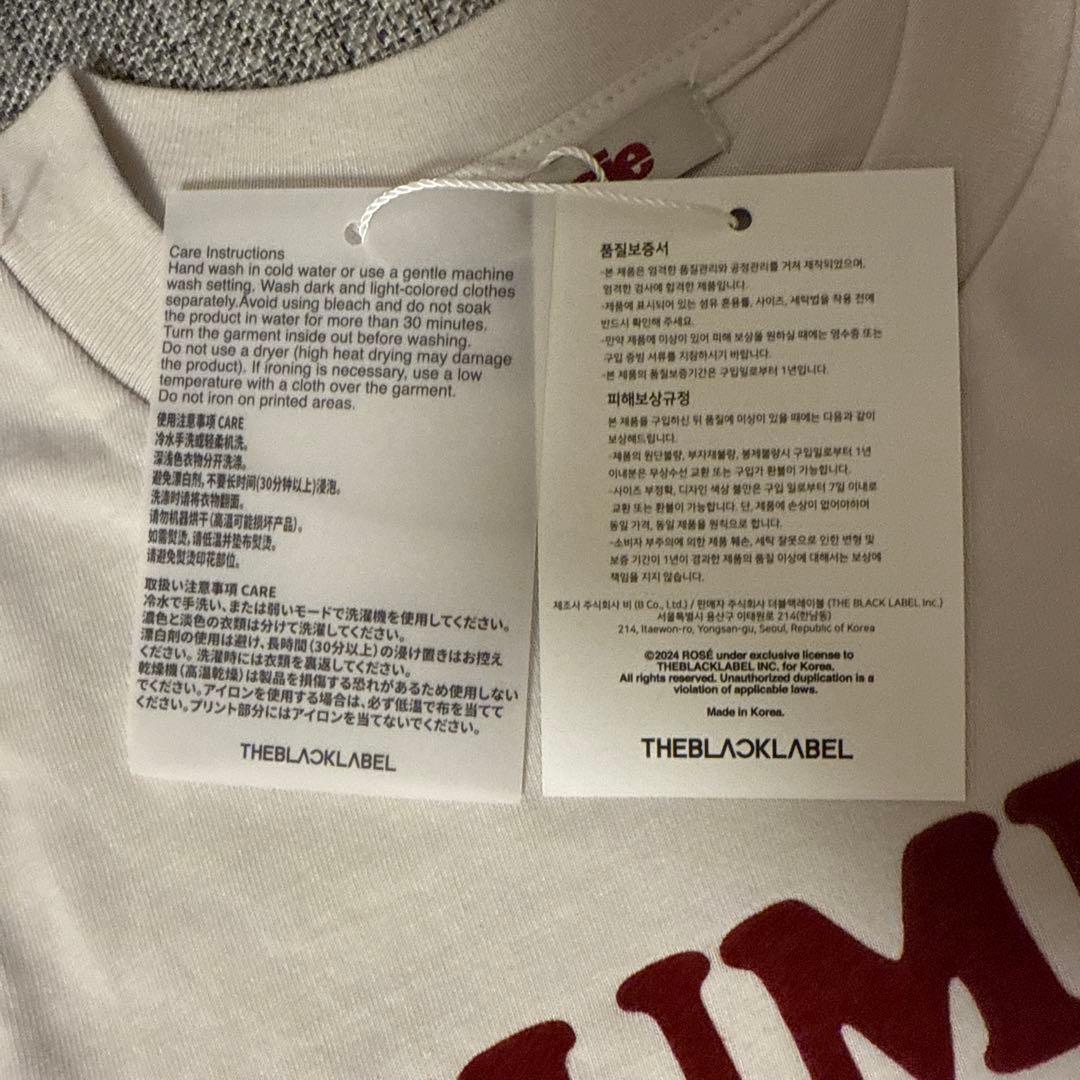 Care Instructions
Hand wash in cold water or use a gentle machine
wash setting. Wash dark and light-colored clothes
separately.Avoid using bleach and do not soak
the product in water for more than 30 minutes.
Turn the garment inside out before washing.
Do not use a dryer (high heat drying may damage
the product). If ironing is necessary, use a low
temperature with a cloth over the garment.
Do not iron on printed areas.
使用注意事项 CARE
冷水手洗或轻柔机洗。
深浅色衣物分开洗涤。
避免漂白剂,不要长时间(30分钟以上)浸泡。
洗涤时请将衣物翻面。
请勿机器烘干(高温可能损坏产品)。
如需熨烫,请低温并垫布熨烫。
请避免熨烫印花部位。
取扱い注意事項 CARE
冷水で手洗い、または弱いモードで洗濯機を使用してください。
濃色と淡色の衣類は分けて洗濯してください。
漂白剤の使用は避け、長時間(30分以上)の浸け置きはお控え
ください。洗濯時には衣類を裏返してください。
乾燥機(高温乾燥)は製品を損傷する恐れがあるため使用しない
でください。アイロンを使用する場合は、必ず低温で布を当てて
ください。プリント部分にはアイロンを当てないでください。
THEBLACKLABEL
품질보증서
-본 제품은 엄격한 품질관리와 공정관리를 거쳐 제작되었으며,
엄격한 검사에 합격한 제품입니다.
-제품에 표시되어 있는 섬유 혼용률, 사이즈, 세탁법을 착용 전에
반드시 확인해 주세요.
-만약 제품에 이상이 있어 피해 보상을 원하실 때에는 영수증 또는
구입 증빙 서류를 지참하시기 바랍니다.
-본 제품의 품질보증기간은 구입일로부터 1년입니다.
피해보상규정
본 제품을 구입하신 뒤 품질에 이상이 있을 때에는 다음과 같이
보상해드립니다.
-제품의 원단불량, 부자재불량, 봉제불량시 구입일로부터 1년
이내분은 무상수선 교환 또는 구입가 환불이 가능합니다.
-사이즈 부정확, 디자인 색상 불만은 구입 일로부터 7일 이내로
교환 또는 환불이 가능합니다. 단, 제품에 손상이 없어야하며
동일 가격, 동일 제품을 원칙으로 합니다.
-소비자 부주의에 의한 제품 훼손, 세탁 잘못으로 인한 변형 및
보증 기간이 1년이 경과한 제품의 품질 이상에 대해서는 보상에
책임을 지지 않습니다.
제조사 주식회사 비 (B Co., Ltd.) / 판매자 주식회사 더블랙레이블 (THE BLACK LABEL Inc.)
서울특별시 용산구 이태원로 214(한남동)
214, Itaewon-ro, Yongsan-gu, Seoul, Republic of Korea
©2024 ROSÉ under exclusive license to
THEBLACKLABEL INC. for Korea.
All rights reserved. Unauthorized duplication is a
violation of applicable laws.
Made in Korea.
THEBLACKLABEL